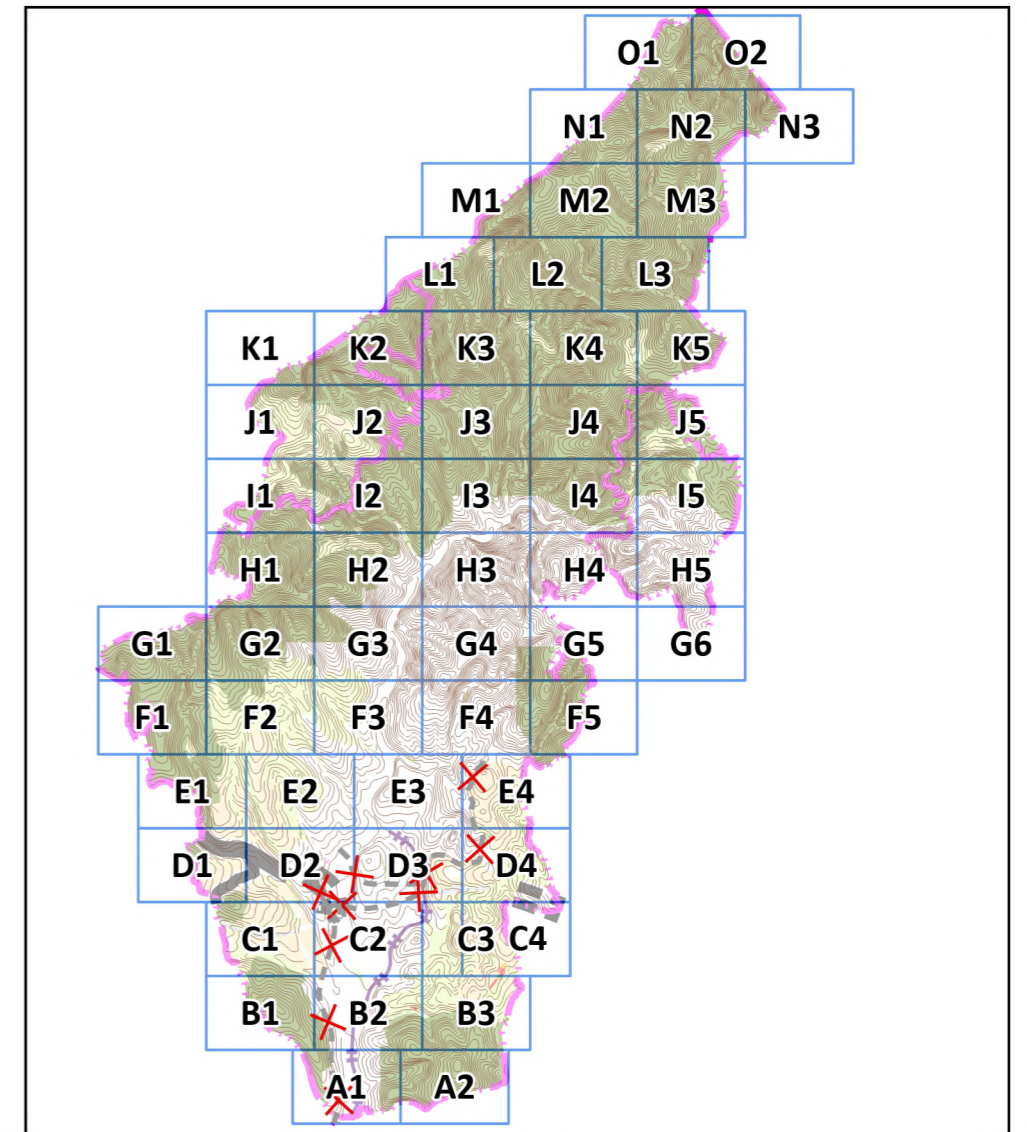 O1 O2
N1 N2 N3
M1 M2 M3
L1 L2 L3
K1 K2 K3 K4 K5
J1 J2 J3 J4 J5
I1 I2 I3 I4 I5
H1 H2 H3 H4 H5
G1 G2 G3 G4 G5 G6
F1 F2 F3 F4 F5
E1 E2 E3 E4
D1 D2 D3 D4
C1 C2 C3 C4
B1 B2 B3
A1 A2